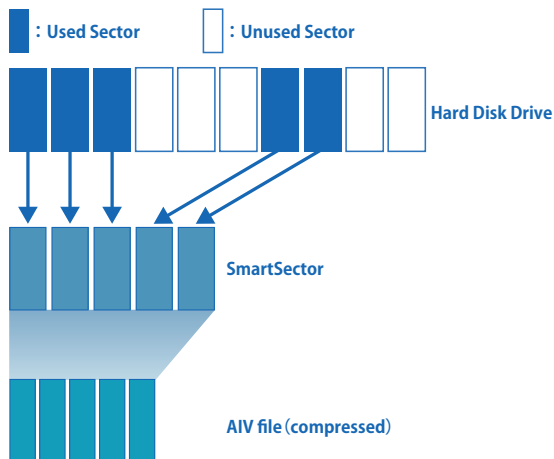 : Used Sector
: Unused Sector
Hard Disk Drive
SmartSector
AIV file(compressed)